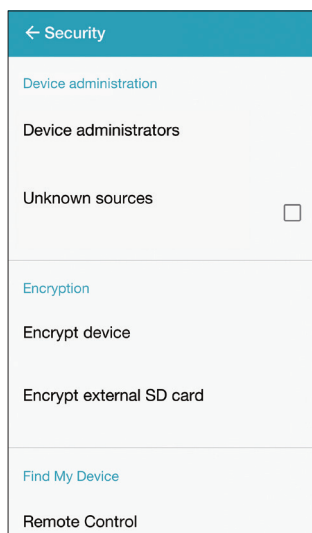 Security
Device administration
Device administrators
Unknown sources
Encryption
Encrypt device
Encrypt external SD card
Find My Device
Remote Control